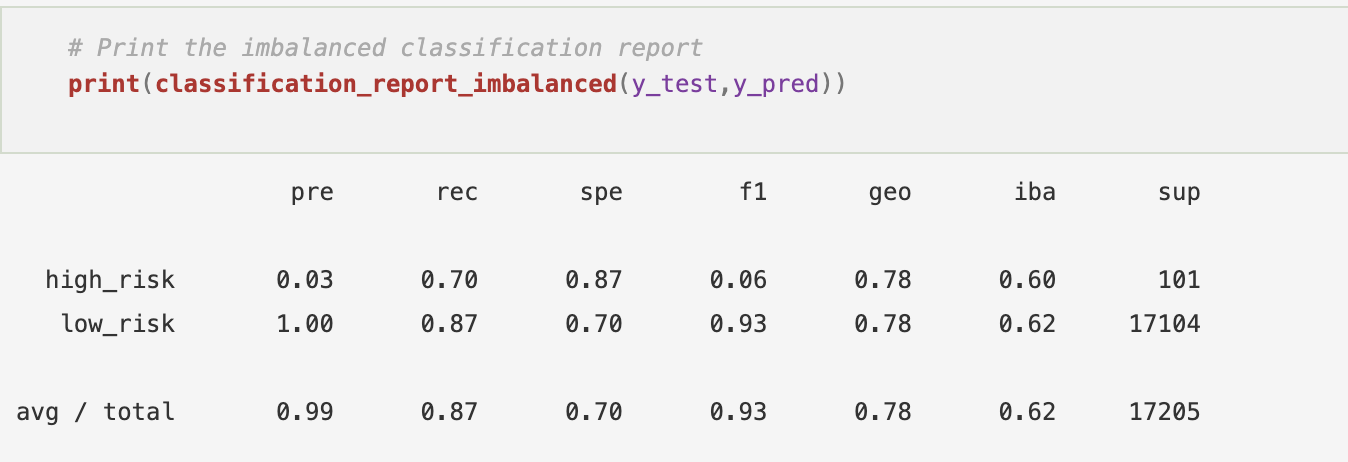 # Print the imbalanced classification report
print(classification_report_imbalanced(y_test,y_pred))
pre rec spe f1 geo iba sup
high_risk 0.03 0.70 0.87 0.06 0.78 0.60 101
low_risk 1.00 0.87 0.70 0.93 0.78 0.62 17104
avg / total 0.99 0.87 0.70 0.93 0.78 0.62 17205